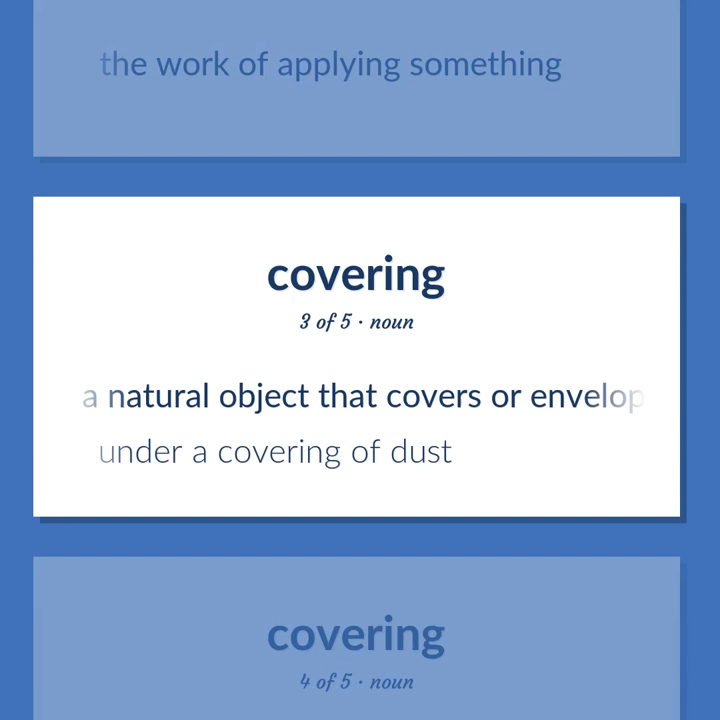 the work of applying something
covering
3 of 5 · noun
a natural object that covers or envelop
under a covering of dust
covering
4 of 5 · noun